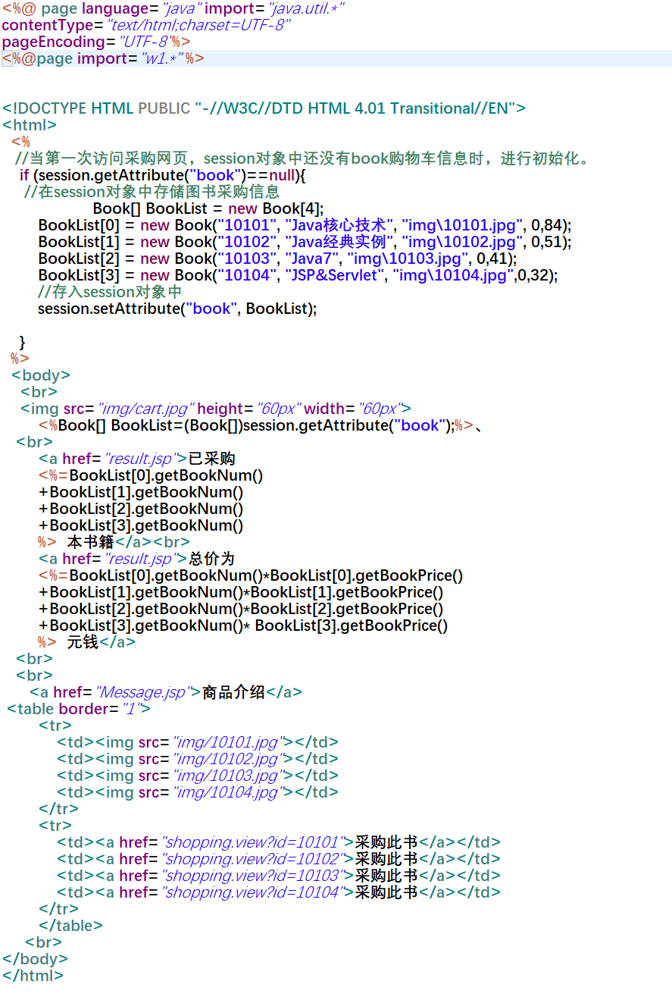 <%@ page language="java" import="java.util.*"
contentType="text/html;charset=UTF-8"
pageEncoding="UTF-8"%>
<%@page import="w1.*"%>
<!DOCTYPE HTML PUBLIC "-//W3C//DTD HTML 4.01 Transitional//EN">
<html>
<%
//当第一次访问采购网页，session对象中还没有book购物车信息时，进行初始化。
if (session.getAttribute("book")==null){
//在session对象中存储图书采购信息
Book[] BookList = new Book[4];
BookList[0] = new Book("10101", "Java核心技术", "img\10101.jpg", 0,84);
BookList[1] = new Book("10102", "Java经典实例", "img\10102.jpg", 0,51);
BookList[2] = new Book("10103", "Java7", "img\10103.jpg", 0,41);
BookList[3] = new Book("10104", "JSP&Servlet", "img\10104.jpg",0,32);
//存入session对象中
session.setAttribute("book", BookList);
}
%>
<body>
<br>
<img src="img/cart.jpg" height="60px" width="60px">
<%Book[] BookList=(Book[])session.getAttribute("book");%>、
<br>
<a href="result.jsp">已采购
<%=BookList[0].getBookNum()
+BookList[1].getBookNum()
+BookList[2].getBookNum()
+BookList[3].getBookNum()
%> 本书籍</a><br>
<a href="result.jsp">总价为
<%=BookList[0].getBookNum()*BookList[0].getBookPrice()
+BookList[1].getBookNum()*BookList[1].getBookPrice()
+BookList[2].getBookNum()*BookList[2].getBookPrice()
+BookList[3].getBookNum()* BookList[3].getBookPrice()
%> 元钱</a>
<br>
<br>
<a href="Message.jsp">商品介绍</a>
<table border="1">
<tr>
<td><img src="img/10101.jpg"></td>
<td><img src="img/10102.jpg"></td>
<td><img src="img/10103.jpg"></td>
<td><img src="img/10104.jpg"></td>
</tr>
<tr>
<td><a href="shopping.view?id=10101">采购此书</a></td>
<td><a href="shopping.view?id=10102">采购此书</a></td>
<td><a href="shopping.view?id=10103">采购此书</a></td>
<td><a href="shopping.view?id=10104">采购此书</a></td>
</tr>
</table>
<br>
</body>
</html>